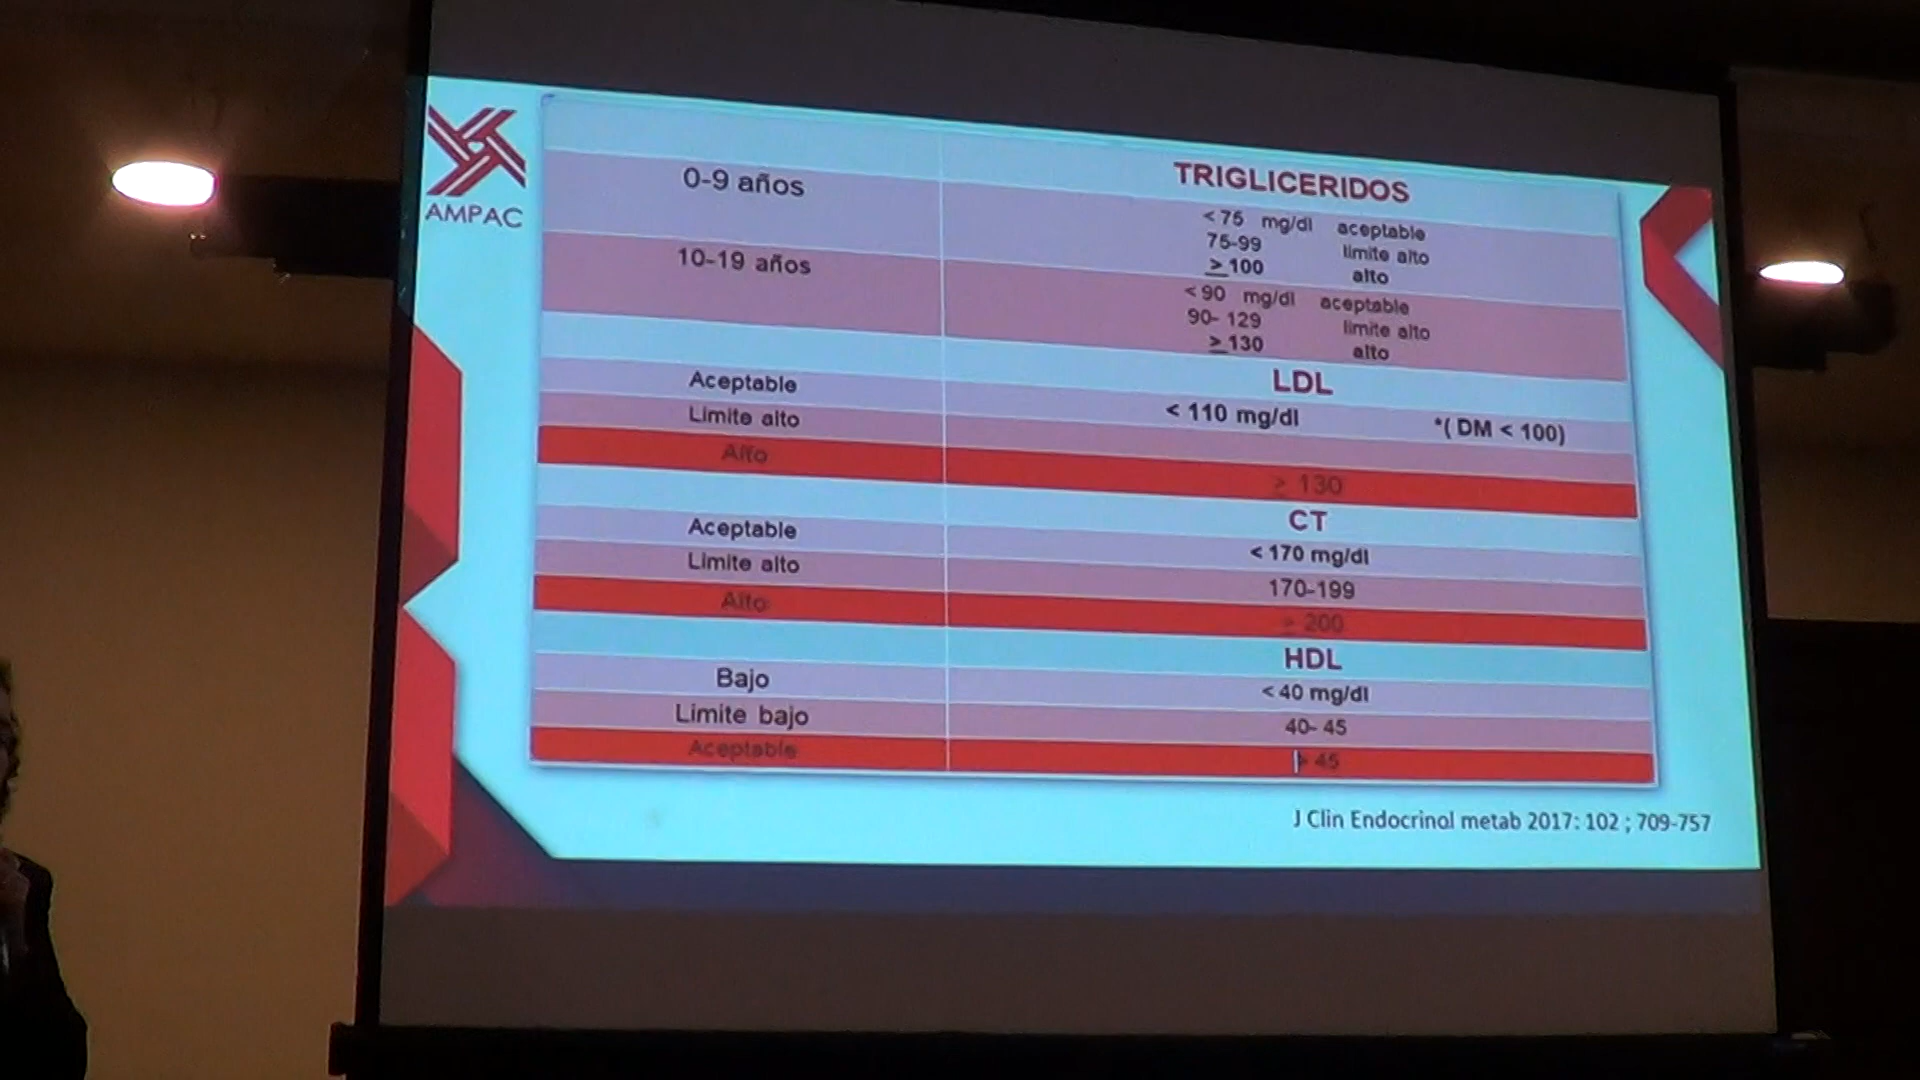 AMPAC
TRIGLICERIDOS
0-9 años
< 75 mg/dl aceptable
75-99 limite alto
≥ 100 alto
10-19 años
< 90 mg/dl aceptable
90- 129 limite alto
≥ 130 alto
LDL
Aceptable < 110 mg/dl *( DM < 100)
Limite alto
Alto ≥ 130
CT
Aceptable < 170 mg/dl
Limite alto 170-199
Alto ≥ 200
HDL
Bajo < 40 mg/dl
Limite bajo 40- 45
Aceptable > 45
J Clin Endocrinol metab 2017: 102 ; 709-757